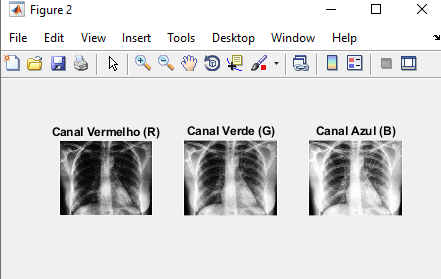 Figure 2
File Edit View Insert Tools Desktop Window Help
Canal Vermelho (R) Canal Verde (G) Canal Azul (B)